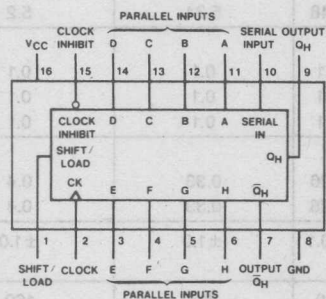 PARALLEL INPUTS
CLOCK SERIAL OUTPUT
VCC INHIBIT D C B A INPUT QH
16 15 14 13 12 11 10 9
CLOCK D C B A SERIAL
INHIBIT IN
SHIFT/ QH
LOAD
CK E F G H Q̅H
1 2 3 4 5 6 7 8
SHIFT/ CLOCK E F G H OUTPUT GND
LOAD Q̅H
PARALLEL INPUTS